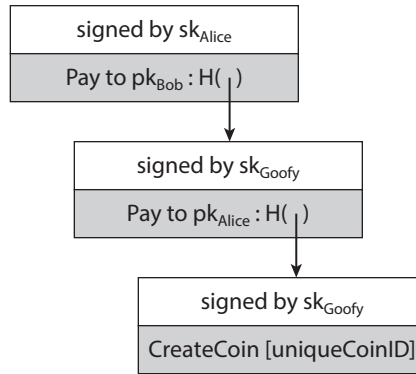 signed by skAlice
Pay to pkBob : H( )
signed by skGoofy
Pay to pkAlice : H( )
signed by skGoofy
CreateCoin [uniqueCoinID]